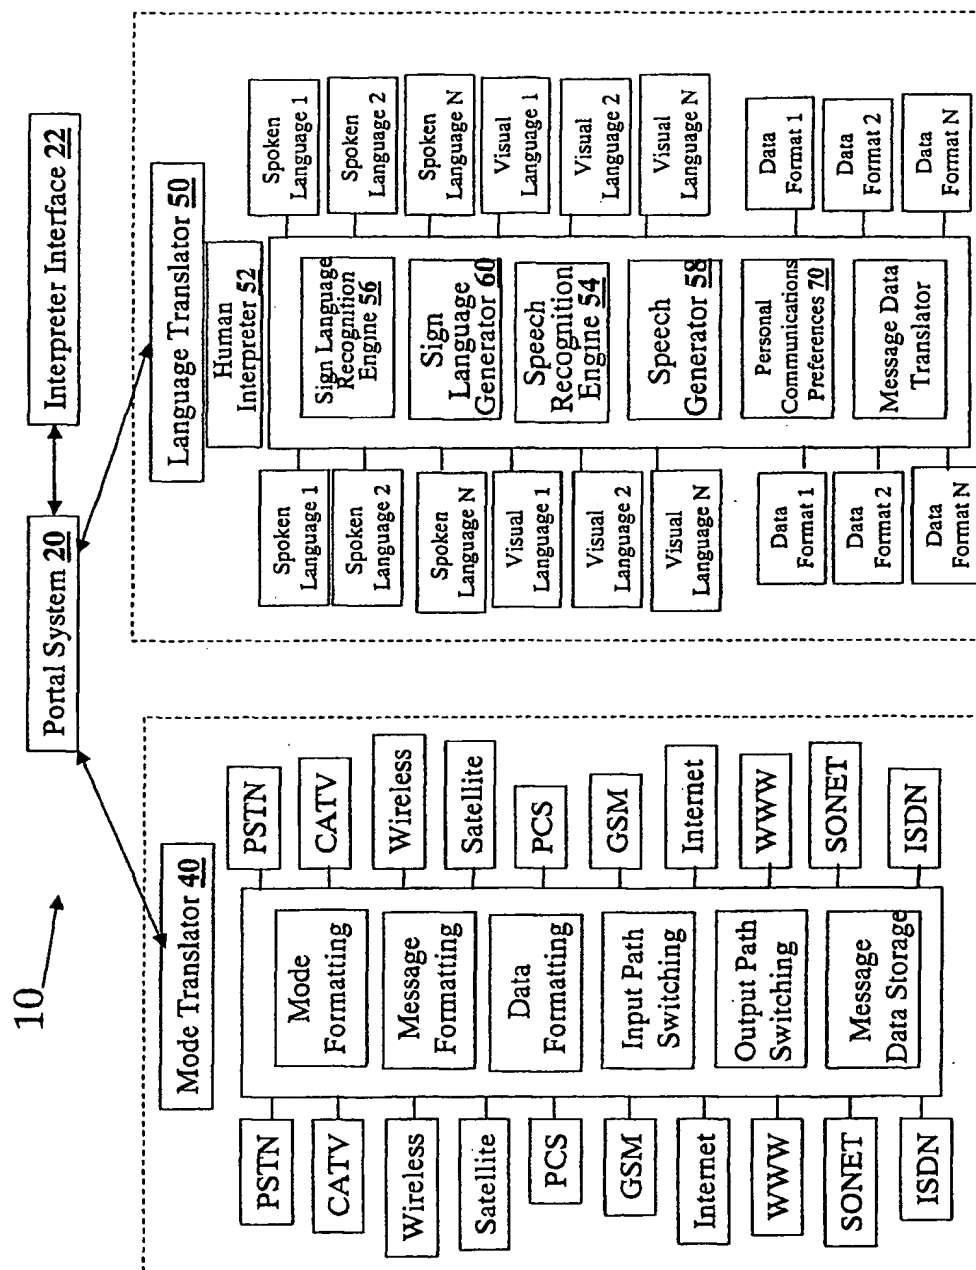 10
Portal System 20
Interpreter Interface 22
Mode Translator 40
PSTN
CATV
Wireless
Satellite
PCS
GSM
Internet
WWW
SONET
ISDN
Mode
Formatting
Message
Formatting
Data
Formatting
Input Path
Switching
Output Path
Switching
Message
Data Storage
PSTN
CATV
Wireless
Satellite
PCS
GSM
Internet
WWW
SONET
ISDN
Language Translator 50
Human
Interpreter 52
Spoken
Language 1
Spoken
Language 2
Spoken
Language N
Visual
Language 1
Visual
Language 2
Visual
Language N
Data
Format 1
Data
Format 2
Data
Format N
Sign Language
Recognition
Engine 56
Sign
Language
Generator 60
Speech
Recognition
Engine 54
Speech
Generator 58
Personal
Communications
Preferences 70
Message Data
Translator
Spoken
Language 1
Spoken
Language 2
Spoken
Language N
Visual
Language 1
Visual
Language 2
Visual
Language N
Data
Format 1
Data
Format 2
Data
Format N